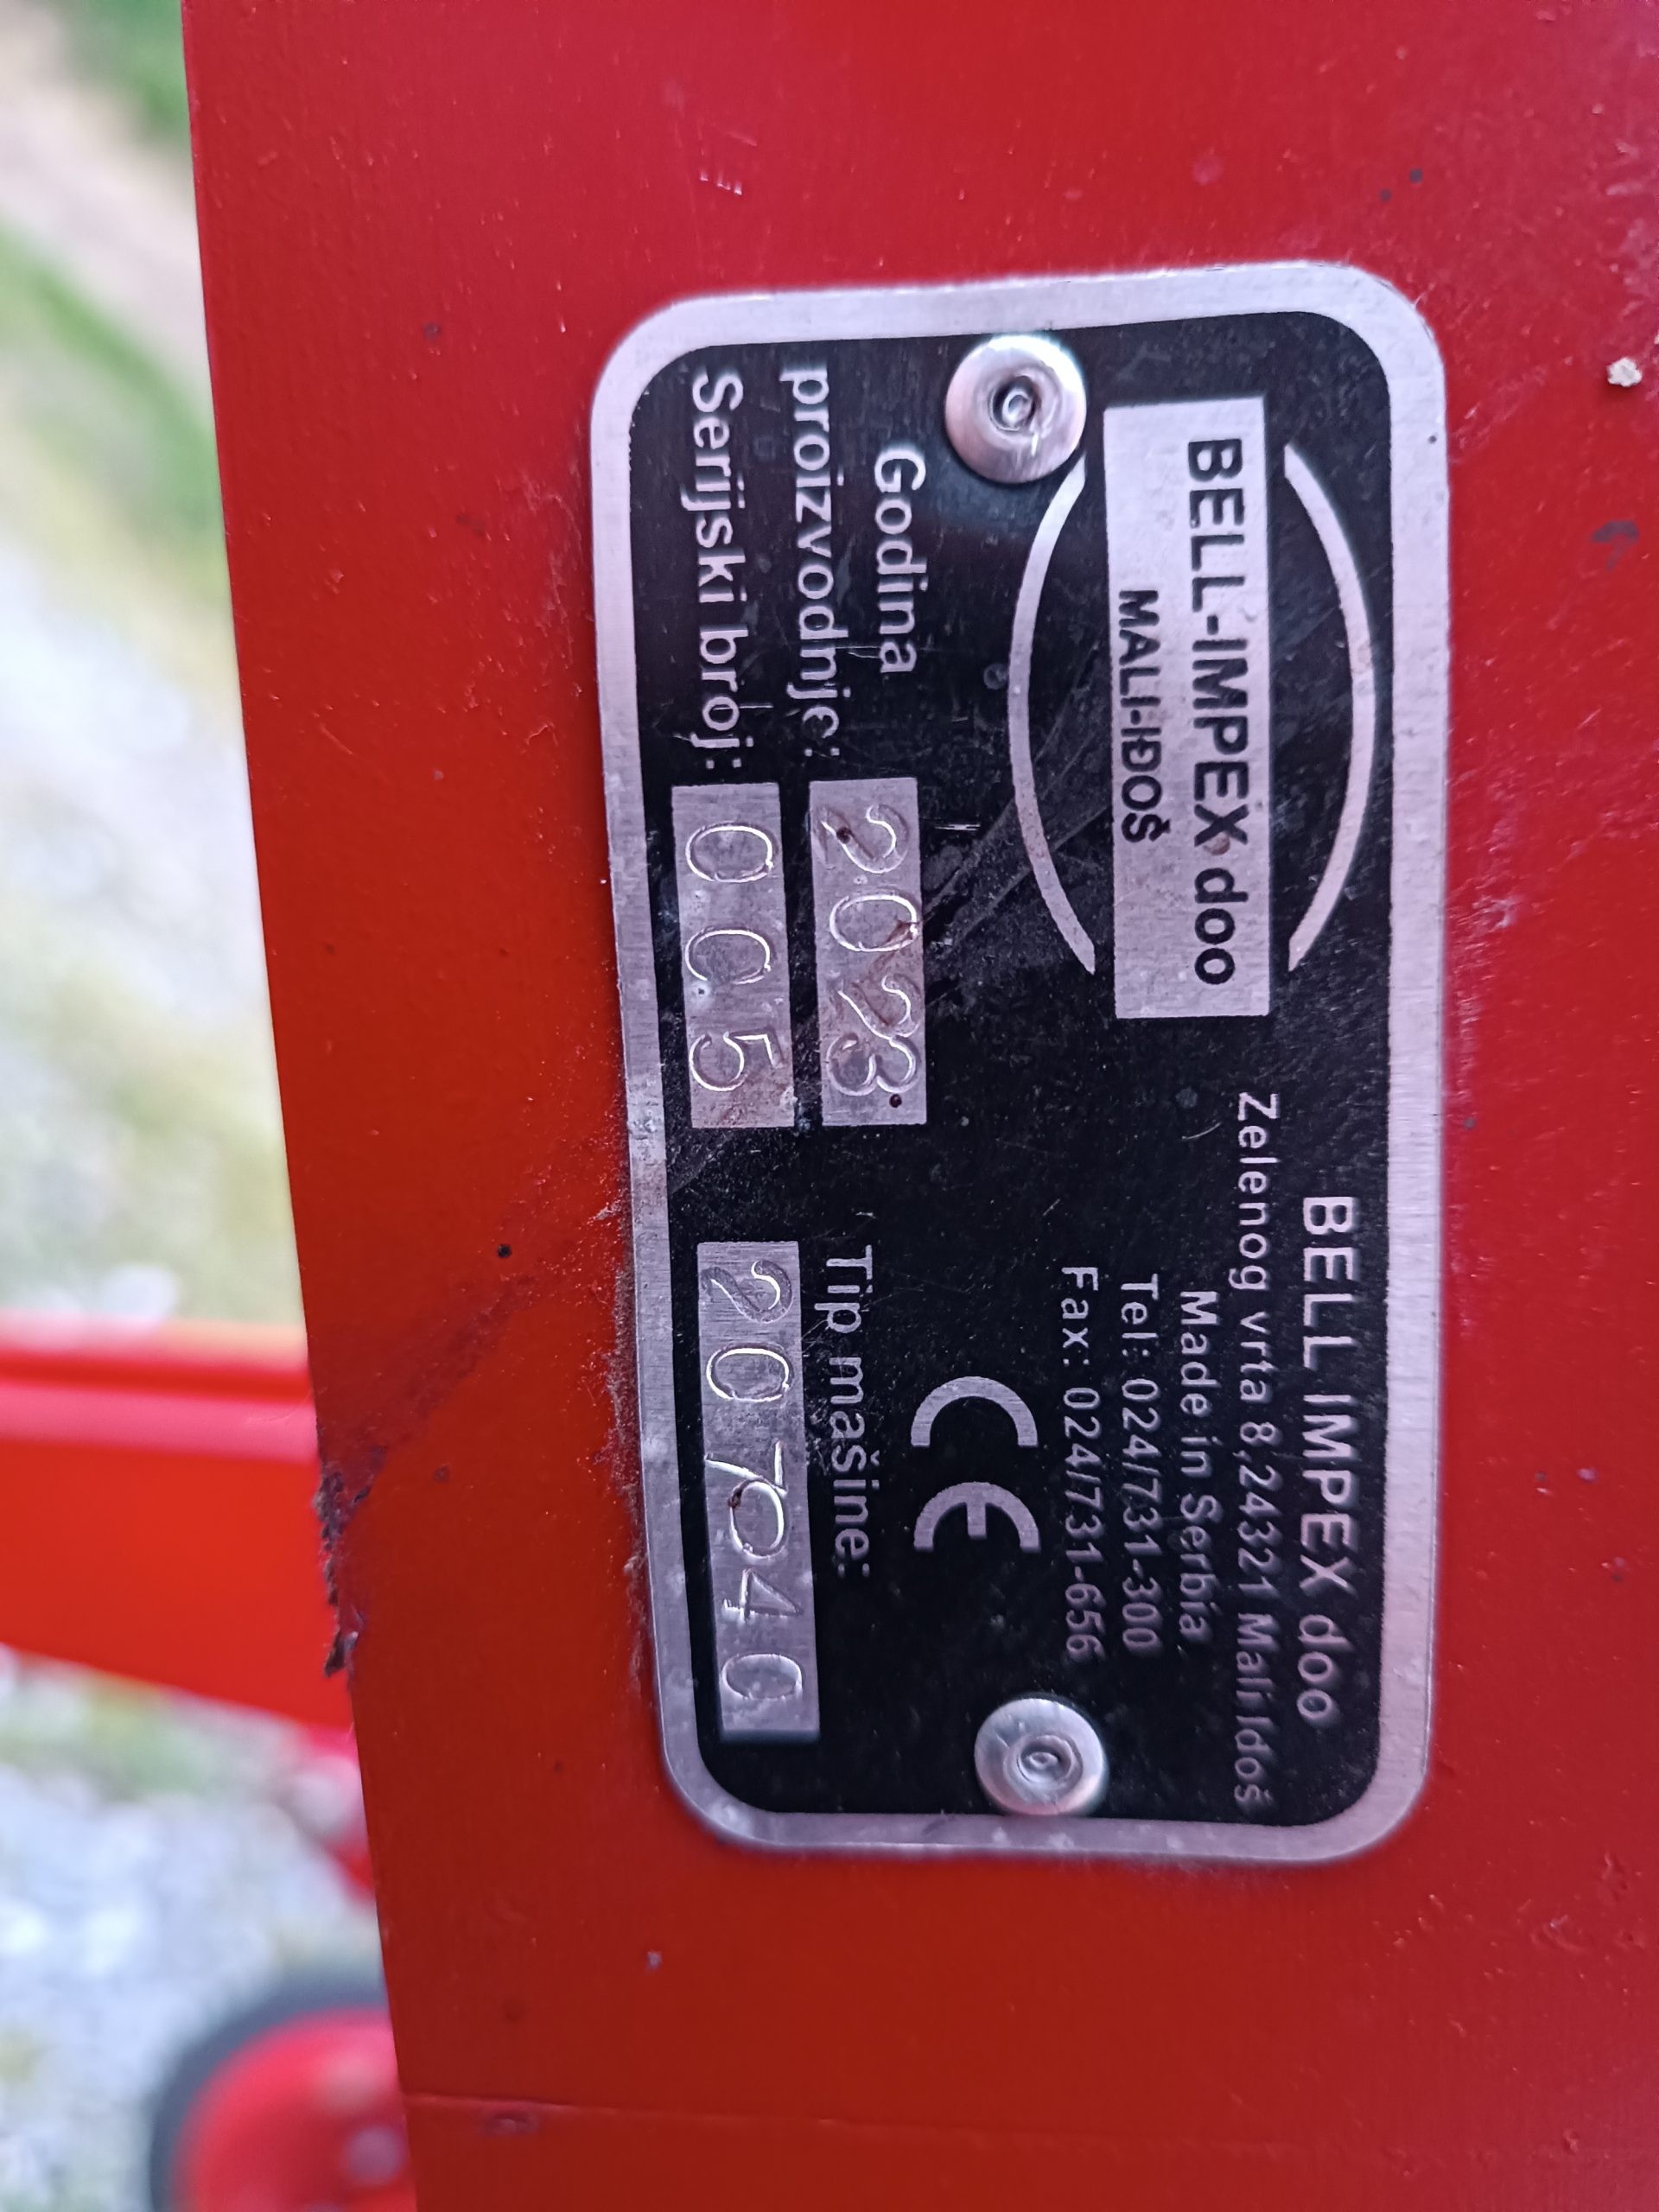 BELL-IMPEX doo
MALI-IĐOŠ
BELL IMPEX doo
Zelenog vrta 8,24321 Mali Iđoš
Made in Serbia
Tel: 024/731-300
Fax: 024/731-656
CE
Godina
proizvodnje: 2023
Serijski broj: 005
Tip mašine: